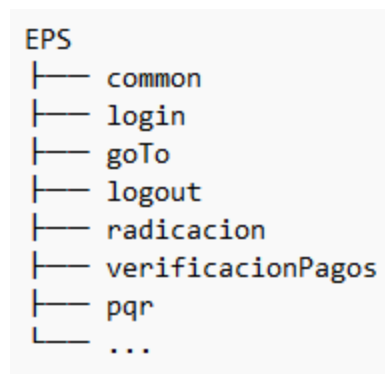 EPS
├── common
├── login
├── goTo
├── logout
├── radicacion
├── verificacionPagos
├── pqr
└── ...